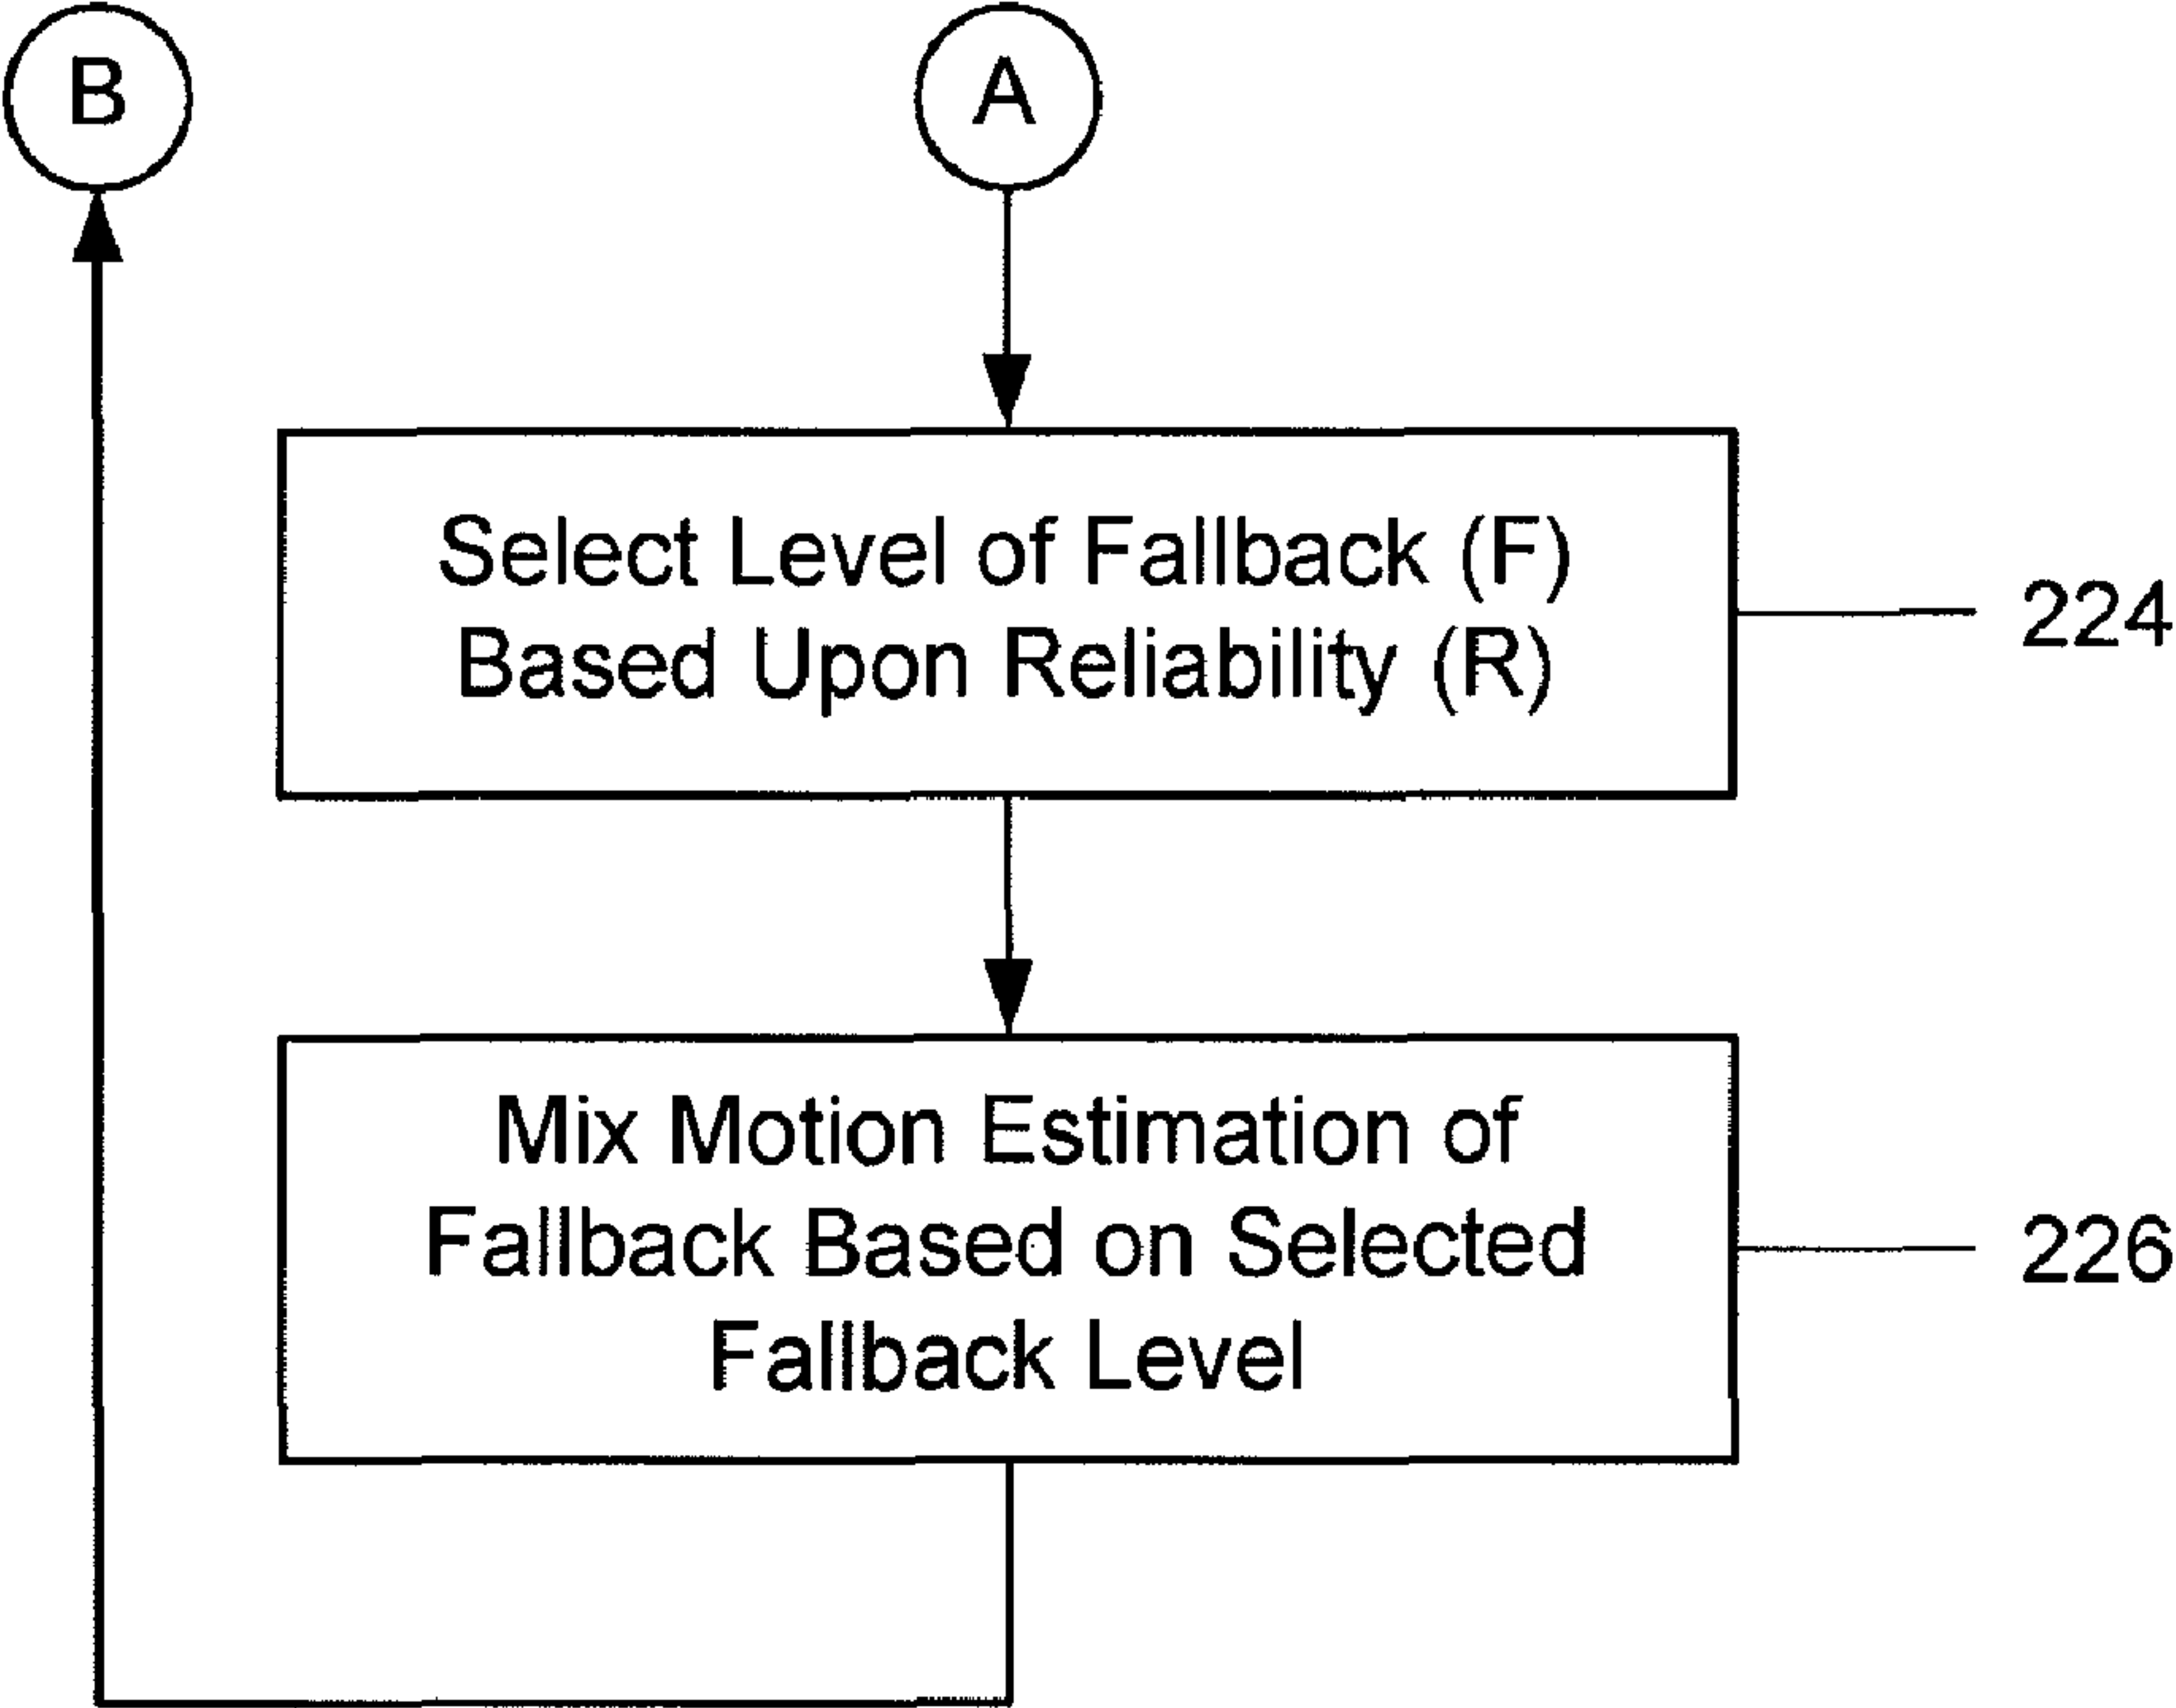 B
A
Select Level of Fallback (F)
Based Upon Reliability (R)
224
Mix Motion Estimation of
Fallback Based on Selected
Fallback Level
226